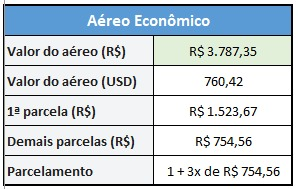 Aéreo Econômico
Valor do aéreo (R$) R$ 3.787,35
Valor do aéreo (USD) 760,42
1ª parcela (R$) R$ 1.523,67
Demais parcelas (R$) R$ 754,56
Parcelamento 1 + 3x de R$ 754,56